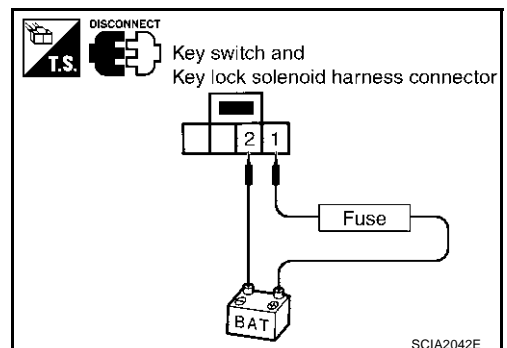 DISCONNECT
T.S.
Key switch and
Key lock solenoid harness connector
2 1
Fuse
BAT
SCIA2042E